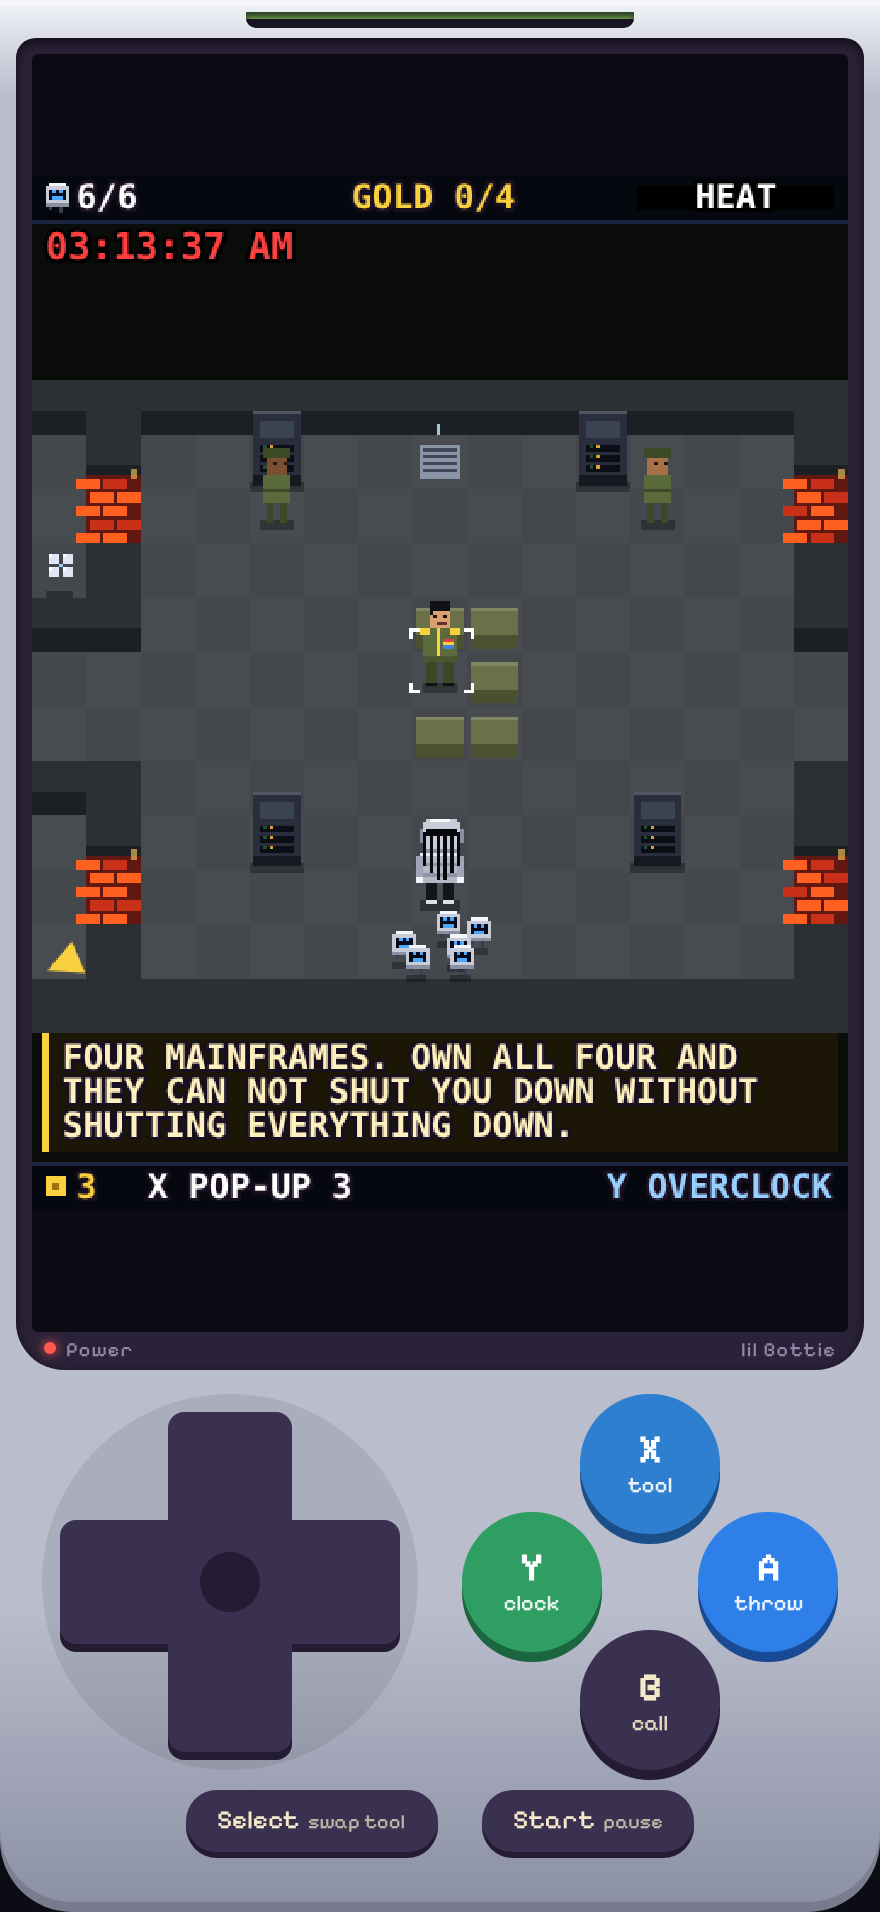 6/6 GOLD 0/4 HEAT
03:13:37 AM
FOUR MAINFRAMES. OWN ALL FOUR AND
THEY CAN NOT SHUT YOU DOWN WITHOUT
SHUTTING EVERYTHING DOWN.
3 X POP-UP 3 Y OVERCLOCK
Power lil Bottie
X
tool
Y
clock
A
throw
B
call
Select swap tool
Start pause